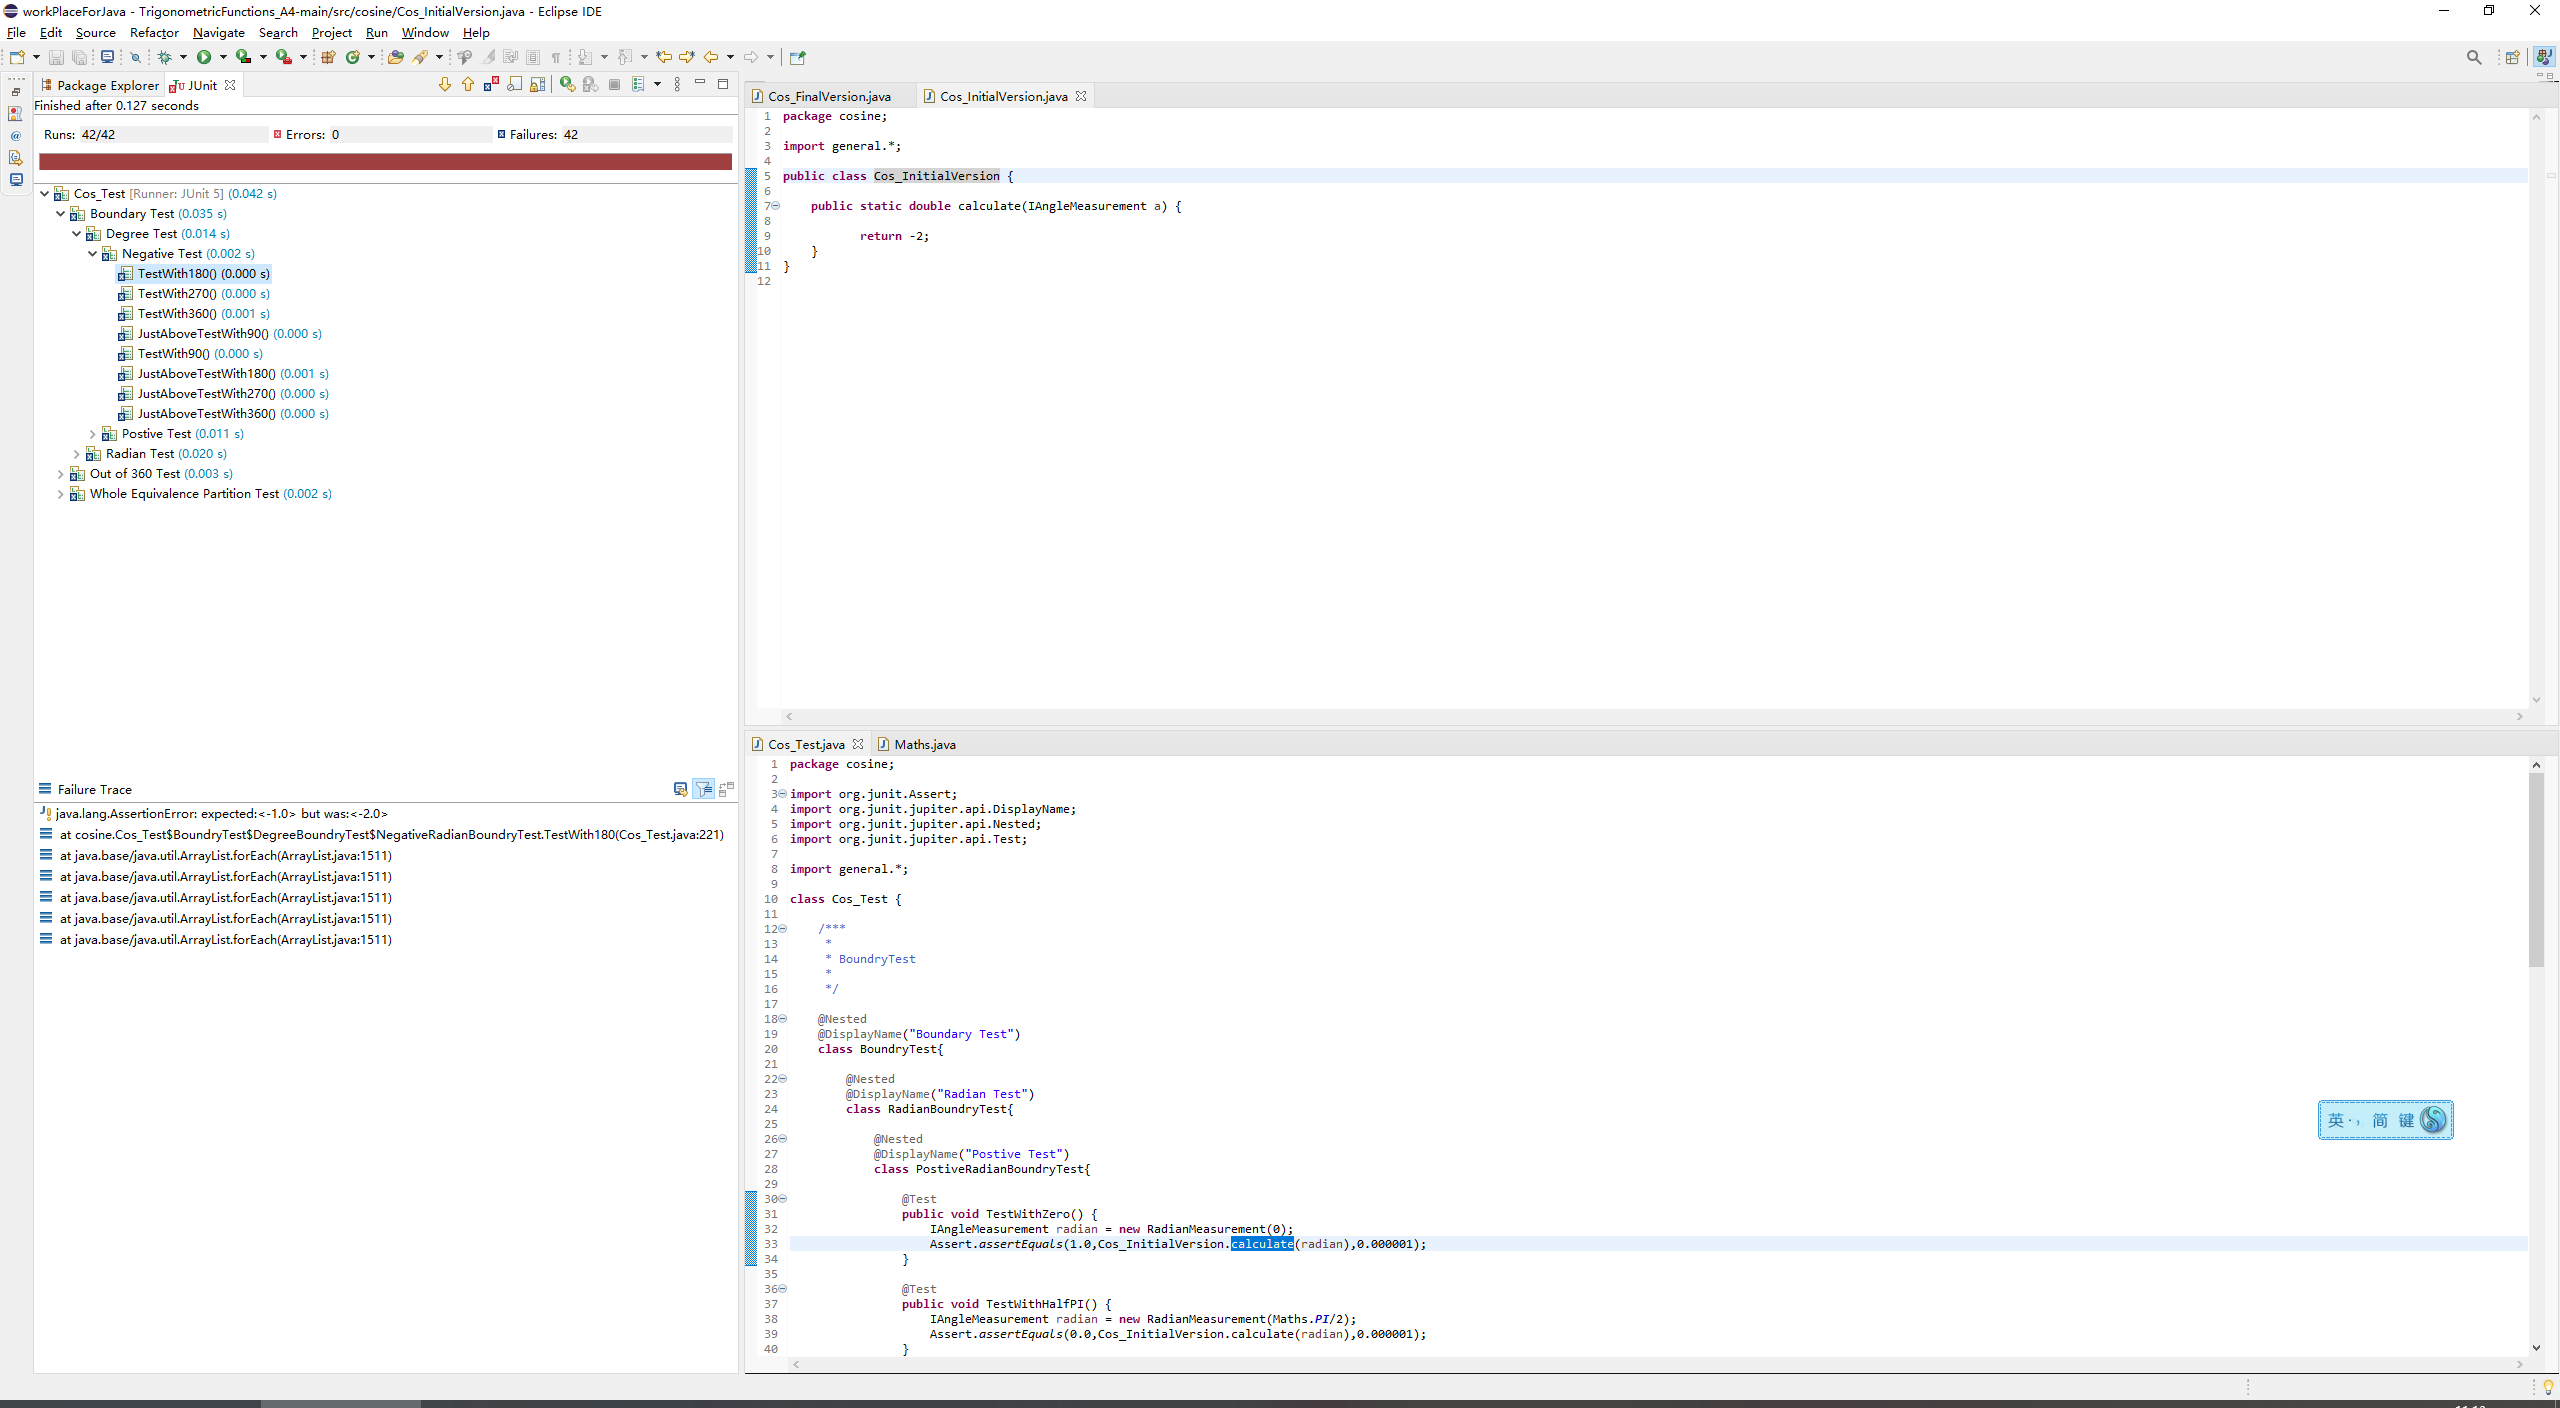 workPlaceForJava - TrigonometricFunctions_A4-main/src/cosine/Cos_InitialVersion.java - Eclipse IDE
File Edit Source Refactor Navigate Search Project Run Window Help
Package Explorer JUnit
Finished after 0.127 seconds
Runs: 42/42 Errors: 0 Failures: 42
Cos_Test [Runner: JUnit 5] (0.042 s)
Boundary Test (0.035 s)
Degree Test (0.014 s)
Negative Test (0.002 s)
TestWith180() (0.000 s)
TestWith270() (0.000 s)
TestWith360() (0.001 s)
JustAboveTestWith90() (0.000 s)
TestWith90() (0.000 s)
JustAboveTestWith180() (0.001 s)
JustAboveTestWith270() (0.000 s)
JustAboveTestWith360() (0.000 s)
Postive Test (0.011 s)
Radian Test (0.020 s)
Out of 360 Test (0.003 s)
Whole Equivalence Partition Test (0.002 s)
Failure Trace
java.lang.AssertionError: expected:<-1.0> but was:<-2.0>
at cosine.Cos_Test$BoundryTest$DegreeBoundryTest$NegativeRadianBoundryTest.TestWith180(Cos_Test.java:221)
at java.base/java.util.ArrayList.forEach(ArrayList.java:1511)
at java.base/java.util.ArrayList.forEach(ArrayList.java:1511)
at java.base/java.util.ArrayList.forEach(ArrayList.java:1511)
at java.base/java.util.ArrayList.forEach(ArrayList.java:1511)
at java.base/java.util.ArrayList.forEach(ArrayList.java:1511)
Cos_FinalVersion.java Cos_InitialVersion.java
1 package cosine;
2
3 import general.*;
4
5 public class Cos_InitialVersion {
6
7 public static double calculate(IAngleMeasurement a) {
8
9 return -2;
10 }
11 }
12
Cos_Test.java Maths.java
1 package cosine;
2
3 import org.junit.Assert;
4 import org.junit.jupiter.api.DisplayName;
5 import org.junit.jupiter.api.Nested;
6 import org.junit.jupiter.api.Test;
7
8 import general.*;
9
10 class Cos_Test {
11
12 /***
13 *
14 * BoundryTest
15 *
16 */
17
18 @Nested
19 @DisplayName("Boundary Test")
20 class BoundryTest{
21
22 @Nested
23 @DisplayName("Radian Test")
24 class RadianBoundryTest{
25
26 @Nested
27 @DisplayName("Postive Test")
28 class PostiveRadianBoundryTest{
29
30 @Test
31 public void TestWithZero() {
32 IAngleMeasurement radian = new RadianMeasurement(0);
33 Assert.assertEquals(1.0,Cos_InitialVersion.calculate(radian),0.000001);
34 }
35
36 @Test
37 public void TestWithHalfPI() {
38 IAngleMeasurement radian = new RadianMeasurement(Maths.PI/2);
39 Assert.assertEquals(0.0,Cos_InitialVersion.calculate(radian),0.000001);
40 }
英 简 键